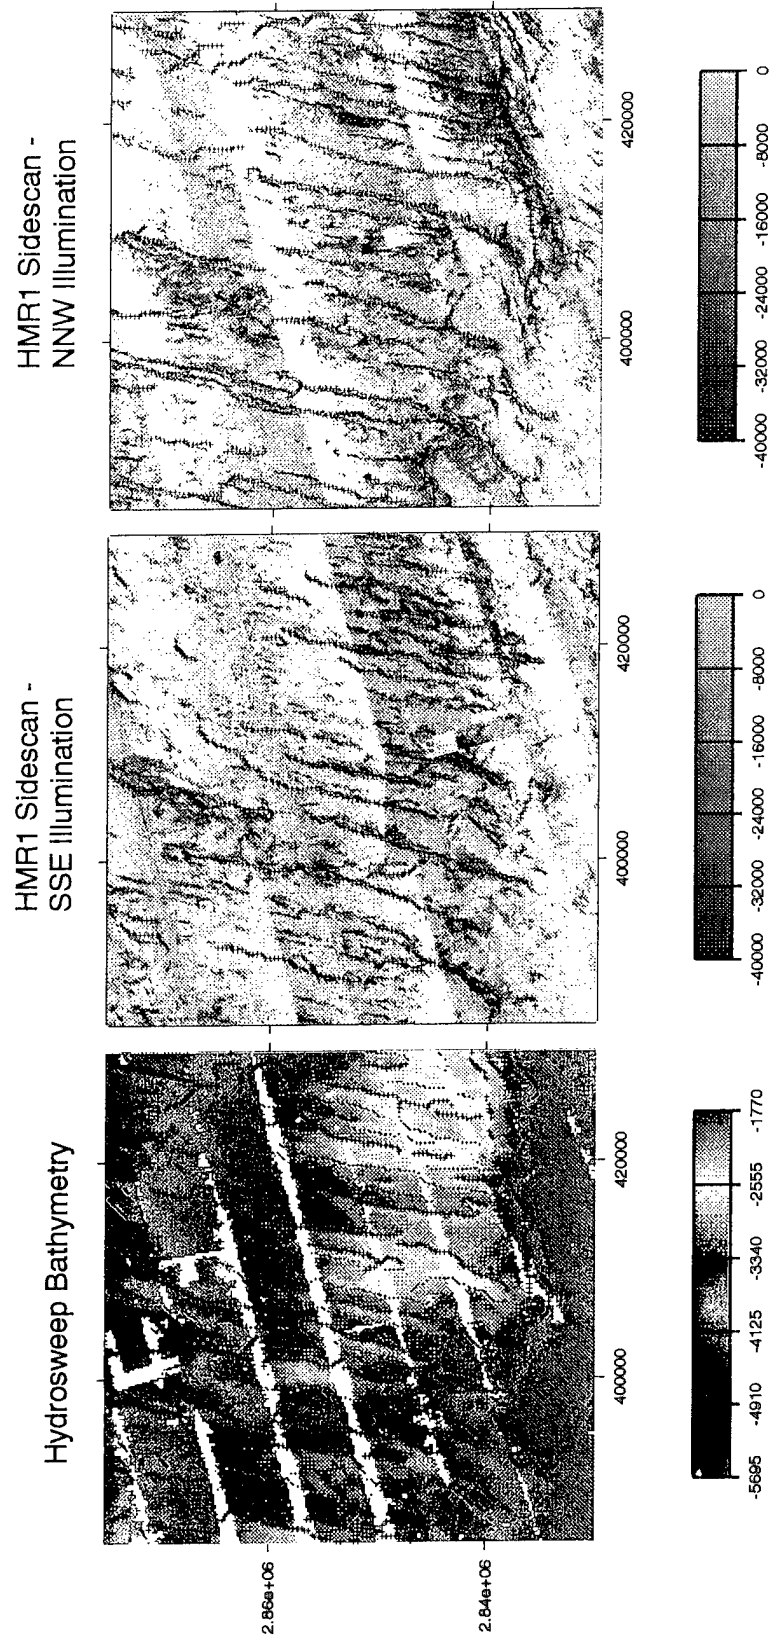 Hydrosweep Bathymetry
HMR1 Sidescan -
SSE Illumination
HMR1 Sidescan -
NNW Illumination
2.86e+06
2.84e+06
400000 420000
400000 420000
400000 420000
-5695 -4910 -4125 -3340 -2555 -1770
-40000 -32000 -24000 -16000 -8000 0
-40000 -32000 -24000 -16000 -8000 0